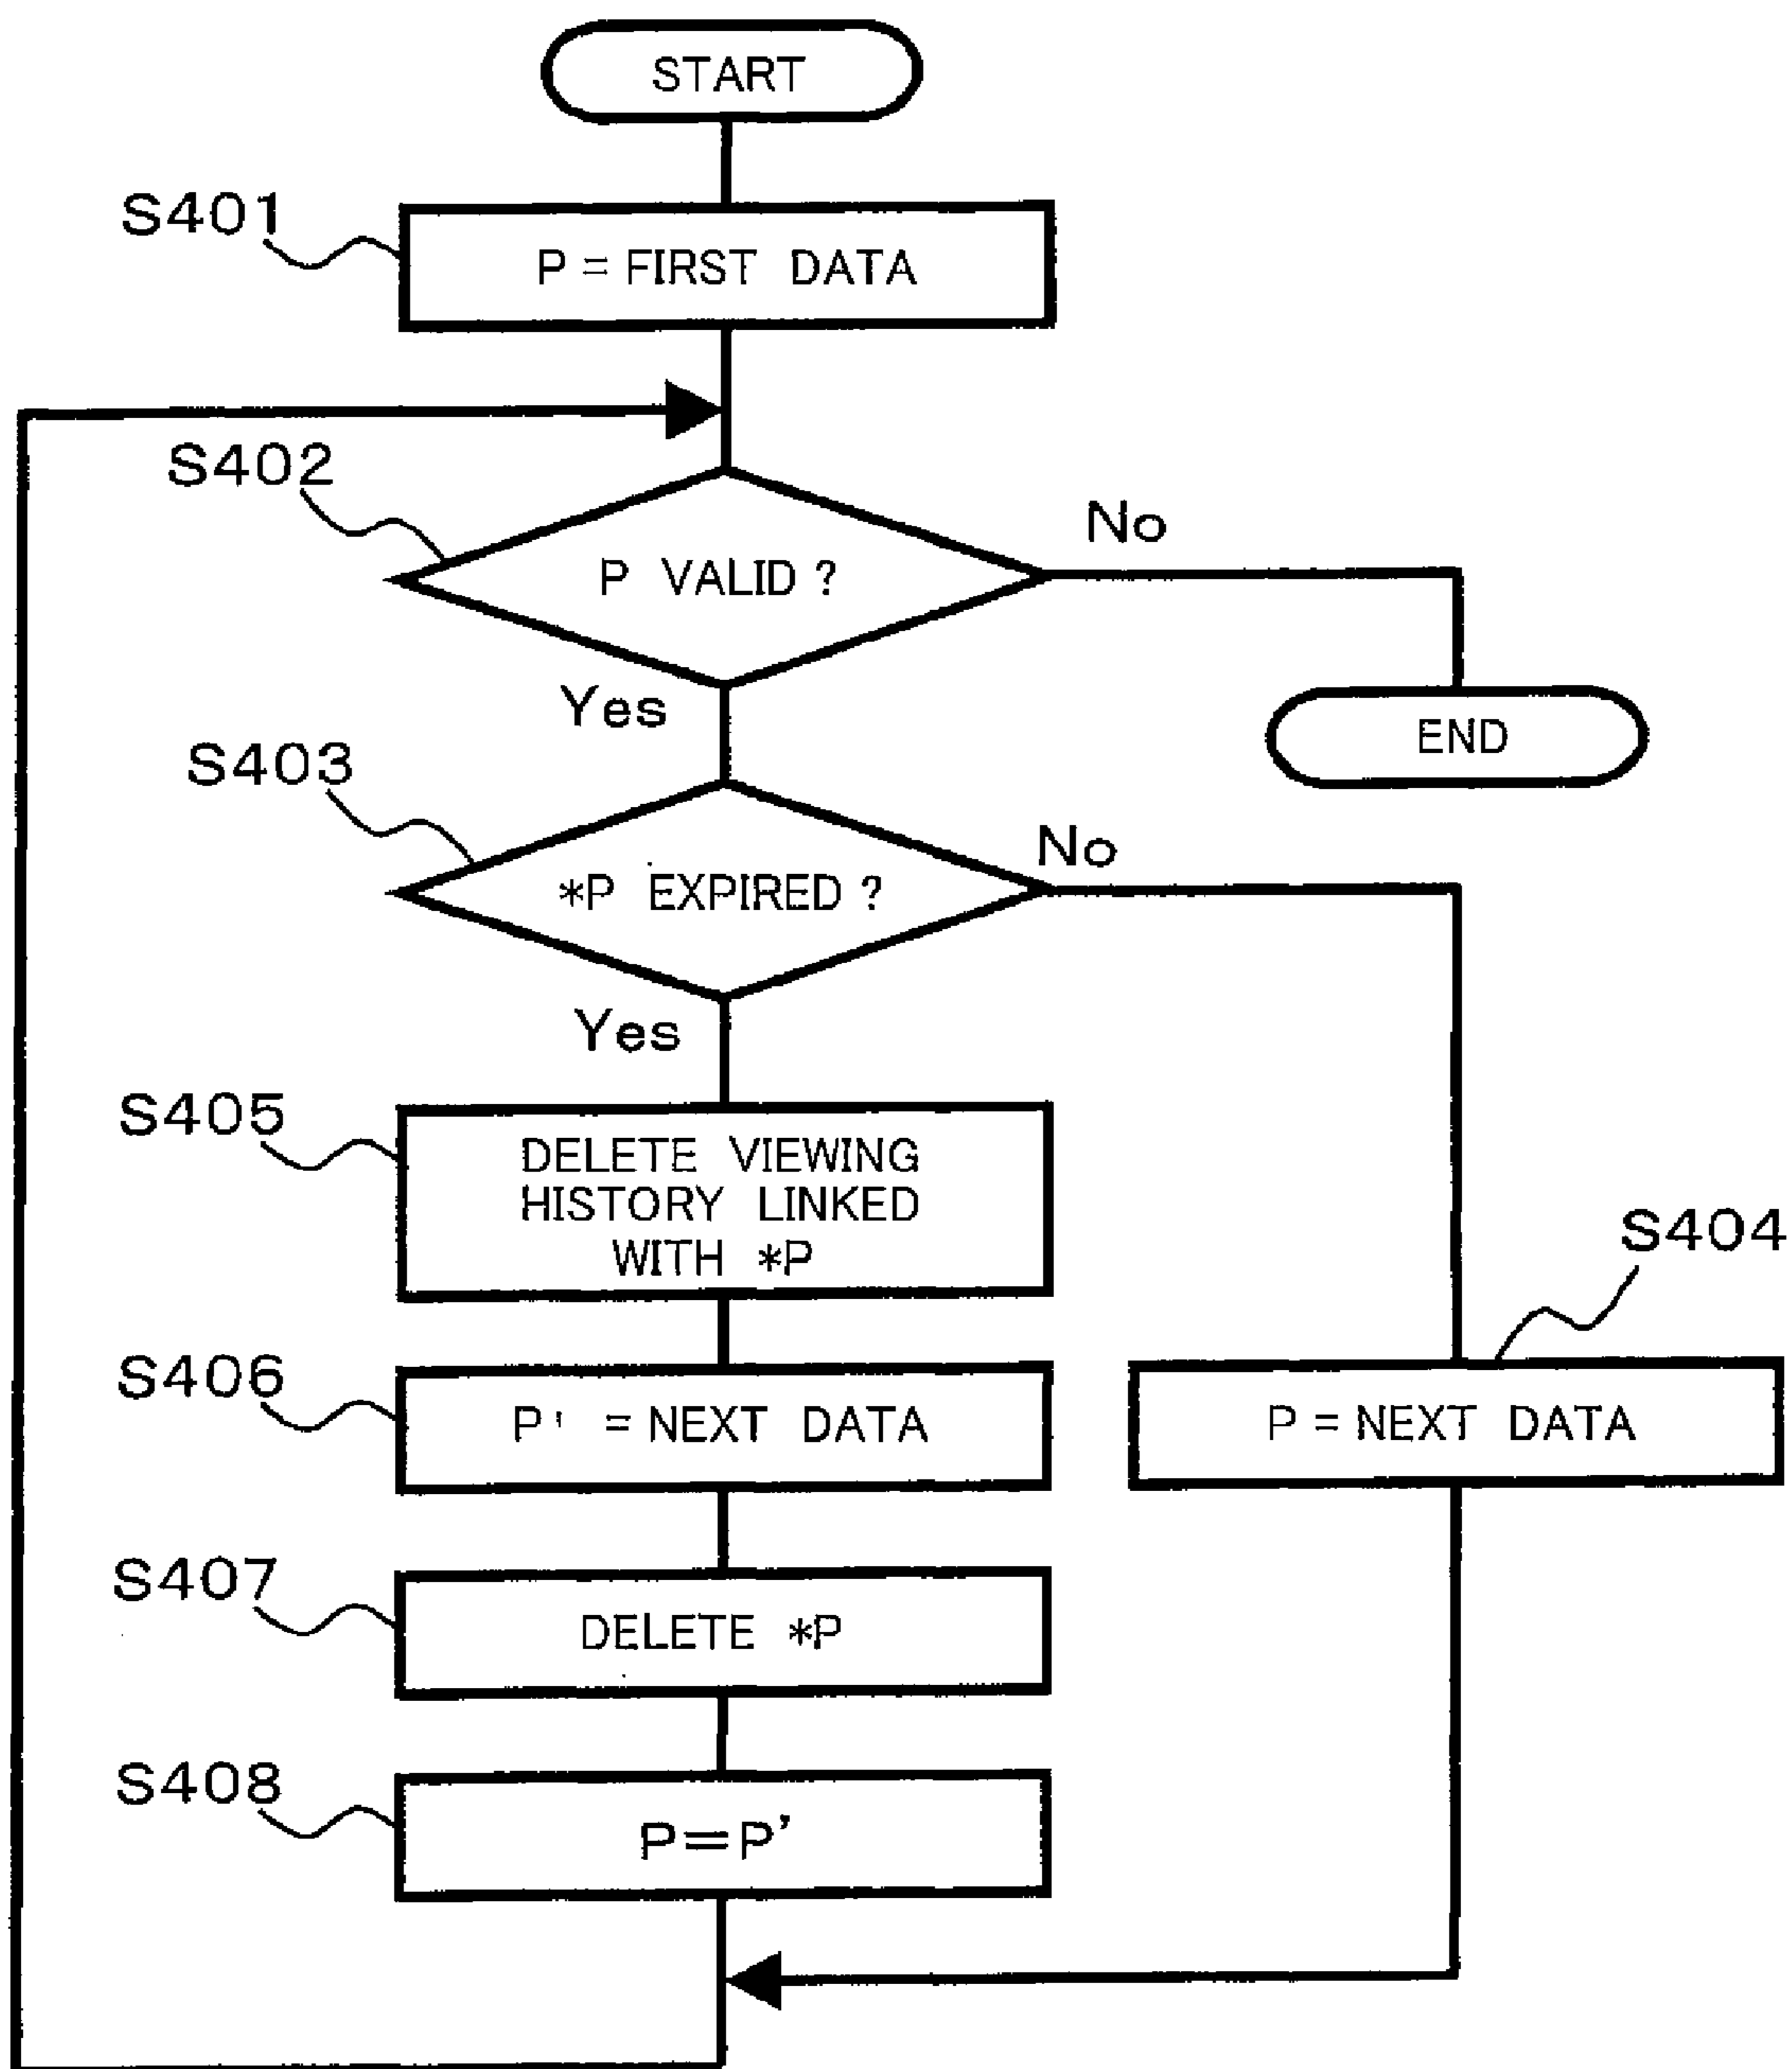 START
S401
P = FIRST DATA
S402
P VALID ?
No
Yes
END
S403
*P EXPIRED ?
No
Yes
S405
DELETE VIEWING
HISTORY LINKED
WITH *P
S404
S406
P' = NEXT DATA
P = NEXT DATA
S407
DELETE *P
S408
P=P'